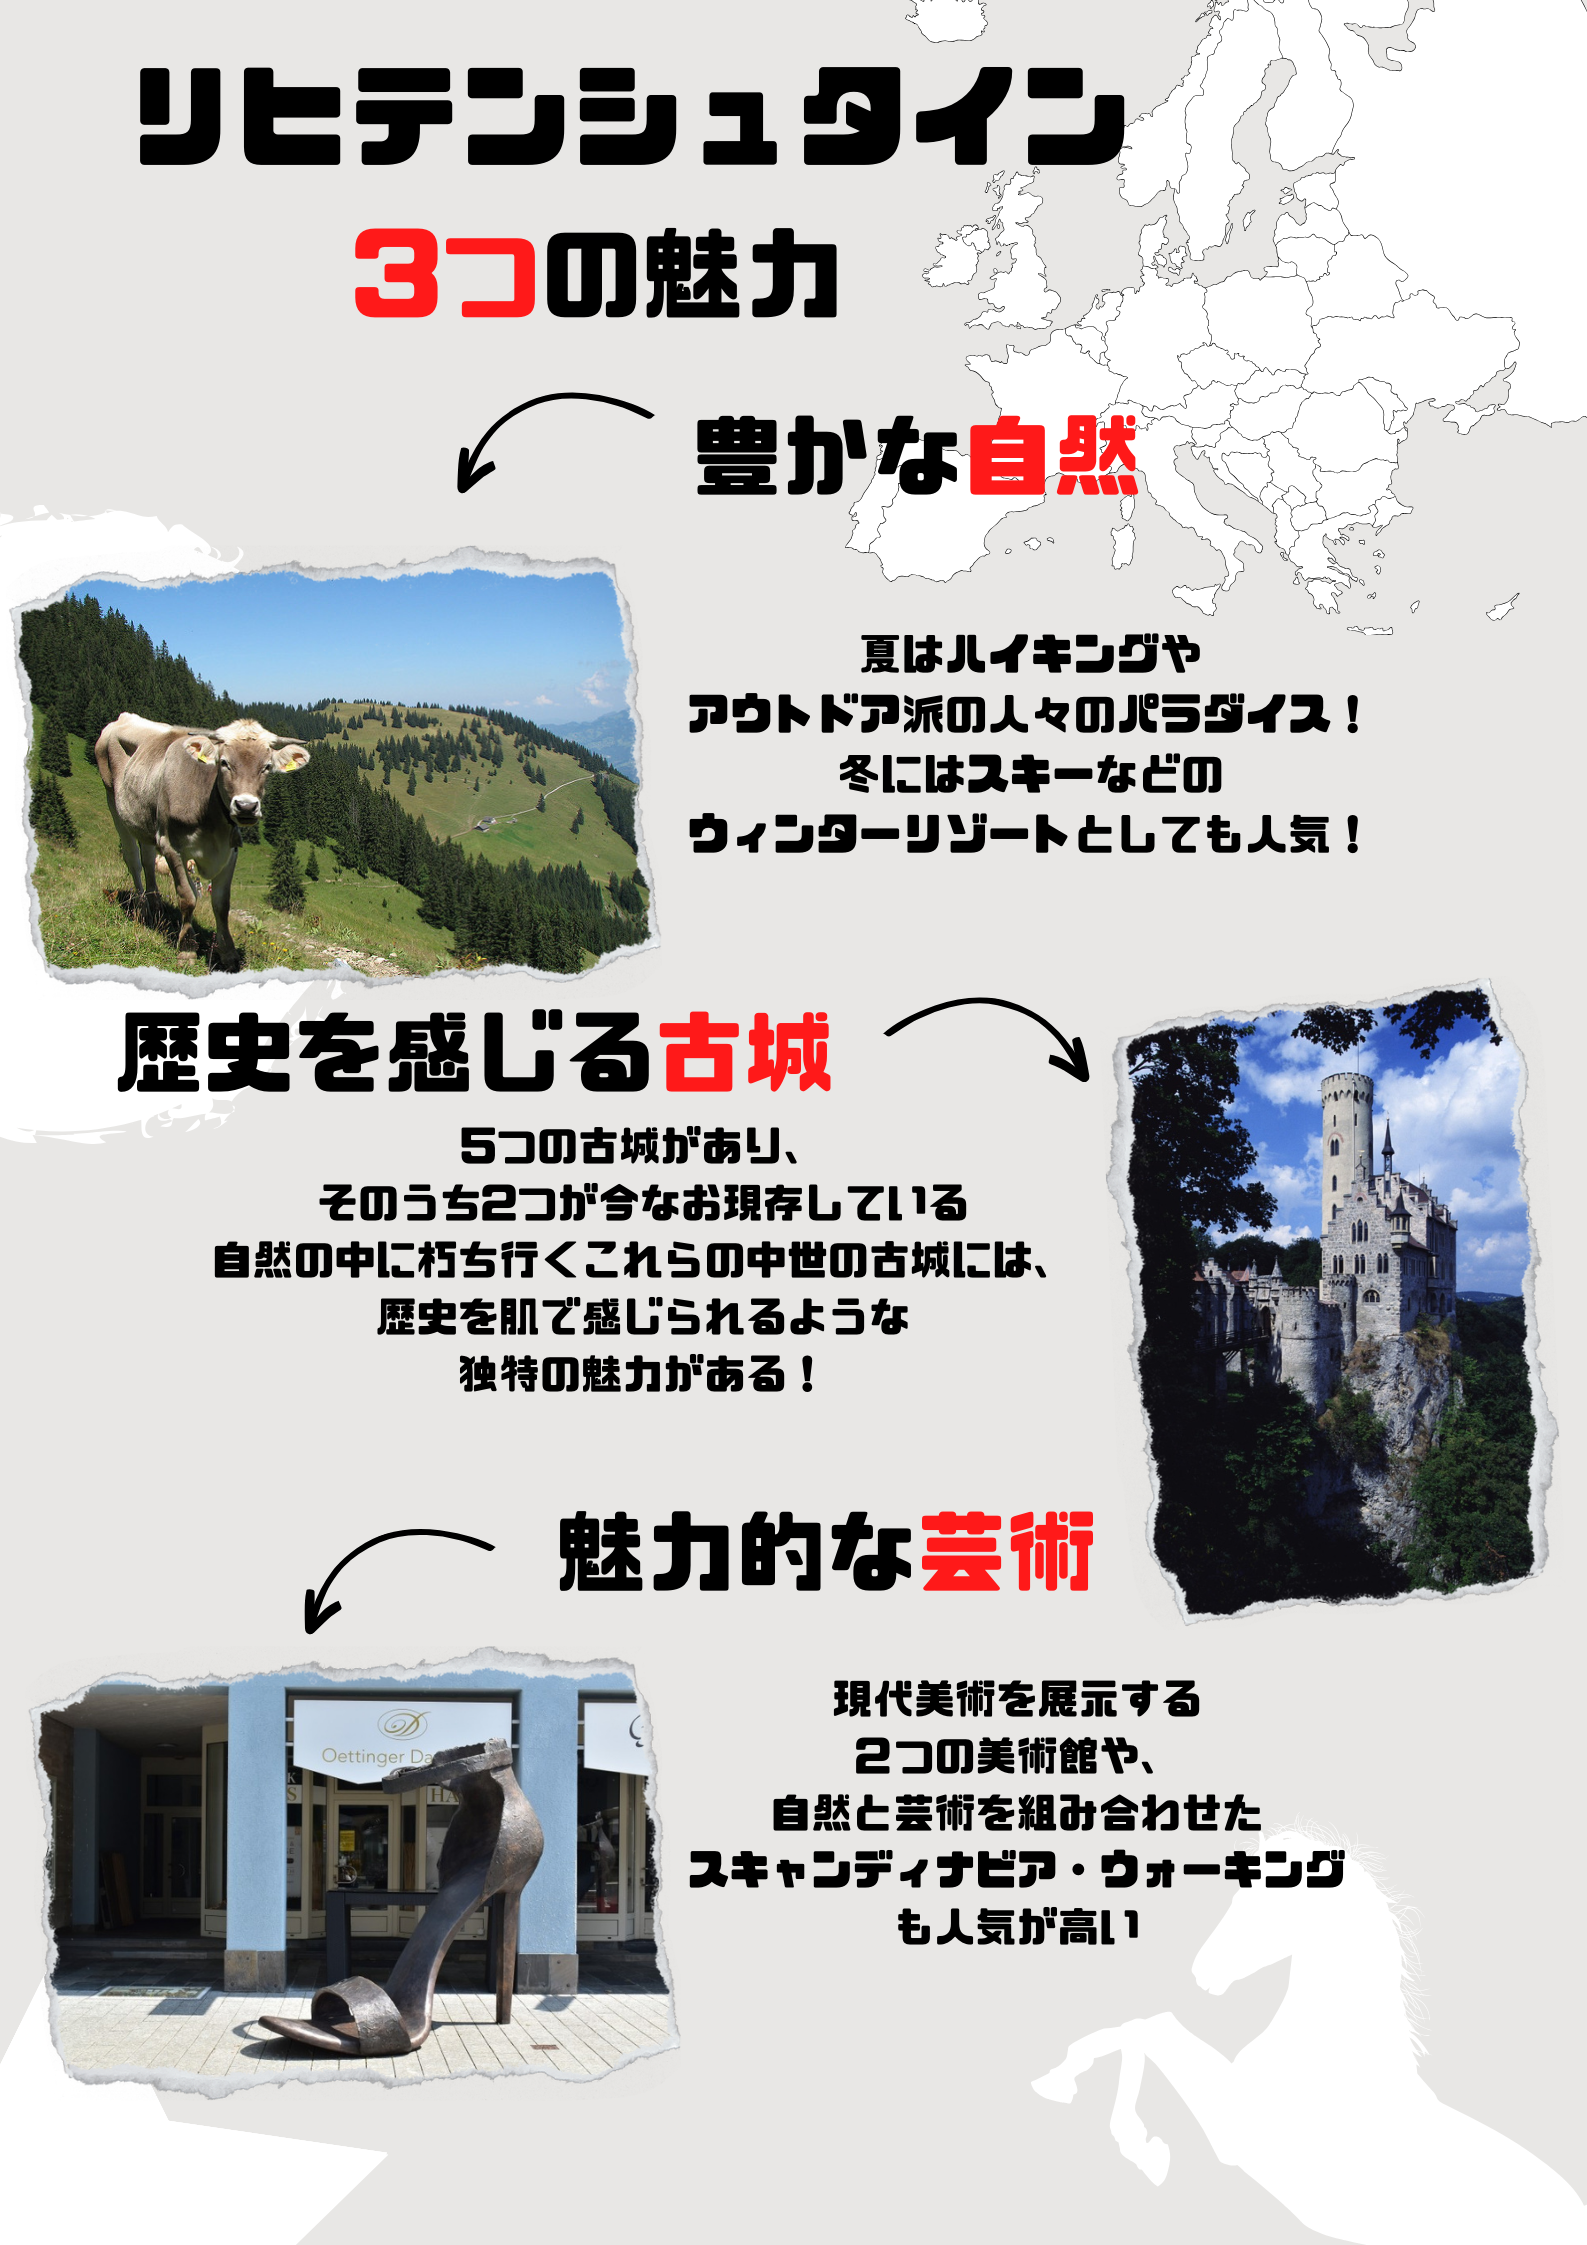 リヒテンシュタイン
3つの魅力
豊かな自然
夏はハイキングや
アウトドア派の人々のパラダイス！
冬にはスキーなどの
ウィンターリゾートとしても人気！
歴史を感じる古城
5つの古城があり、
そのうち2つが今なお現存している
自然の中に朽ち行くこれらの中世の古城には、
歴史を肌で感じられるような
独特の魅力がある！
魅力的な芸術
Oettinger Da
HA
現代美術を展示する
２つの美術館や、
自然と芸術を組み合わせた
スキャンディナビア・ウォーキング
も人気が高い